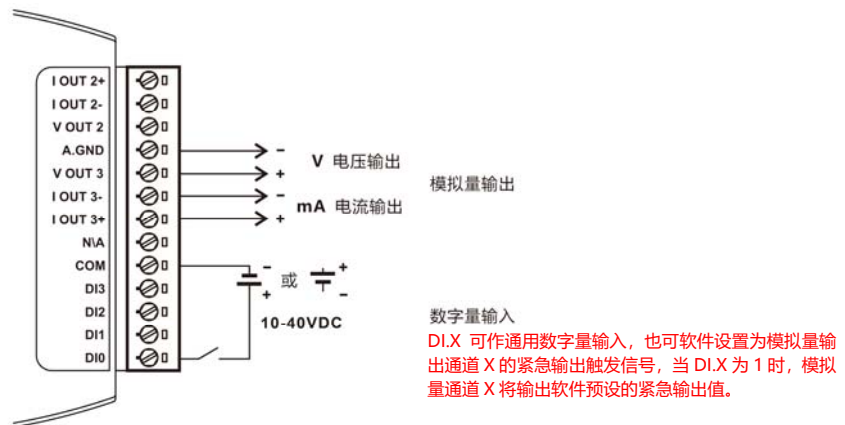 I OUT 2+
I OUT 2-
V OUT 2
A.GND
V OUT 3
I OUT 3-
I OUT 3+
N\A
COM
DI3
DI2
DI1
DI0
-
V 电压输出
+
-
mA 电流输出
+
模拟量输出
- 或 +
+ -
10-40VDC
数字量输入
DI.X 可作通用数字量输入，也可软件设置为模拟量输
出通道 X 的紧急输出触发信号，当 DI.X 为 1 时，模拟
量通道 X 将输出软件预设的紧急输出值。